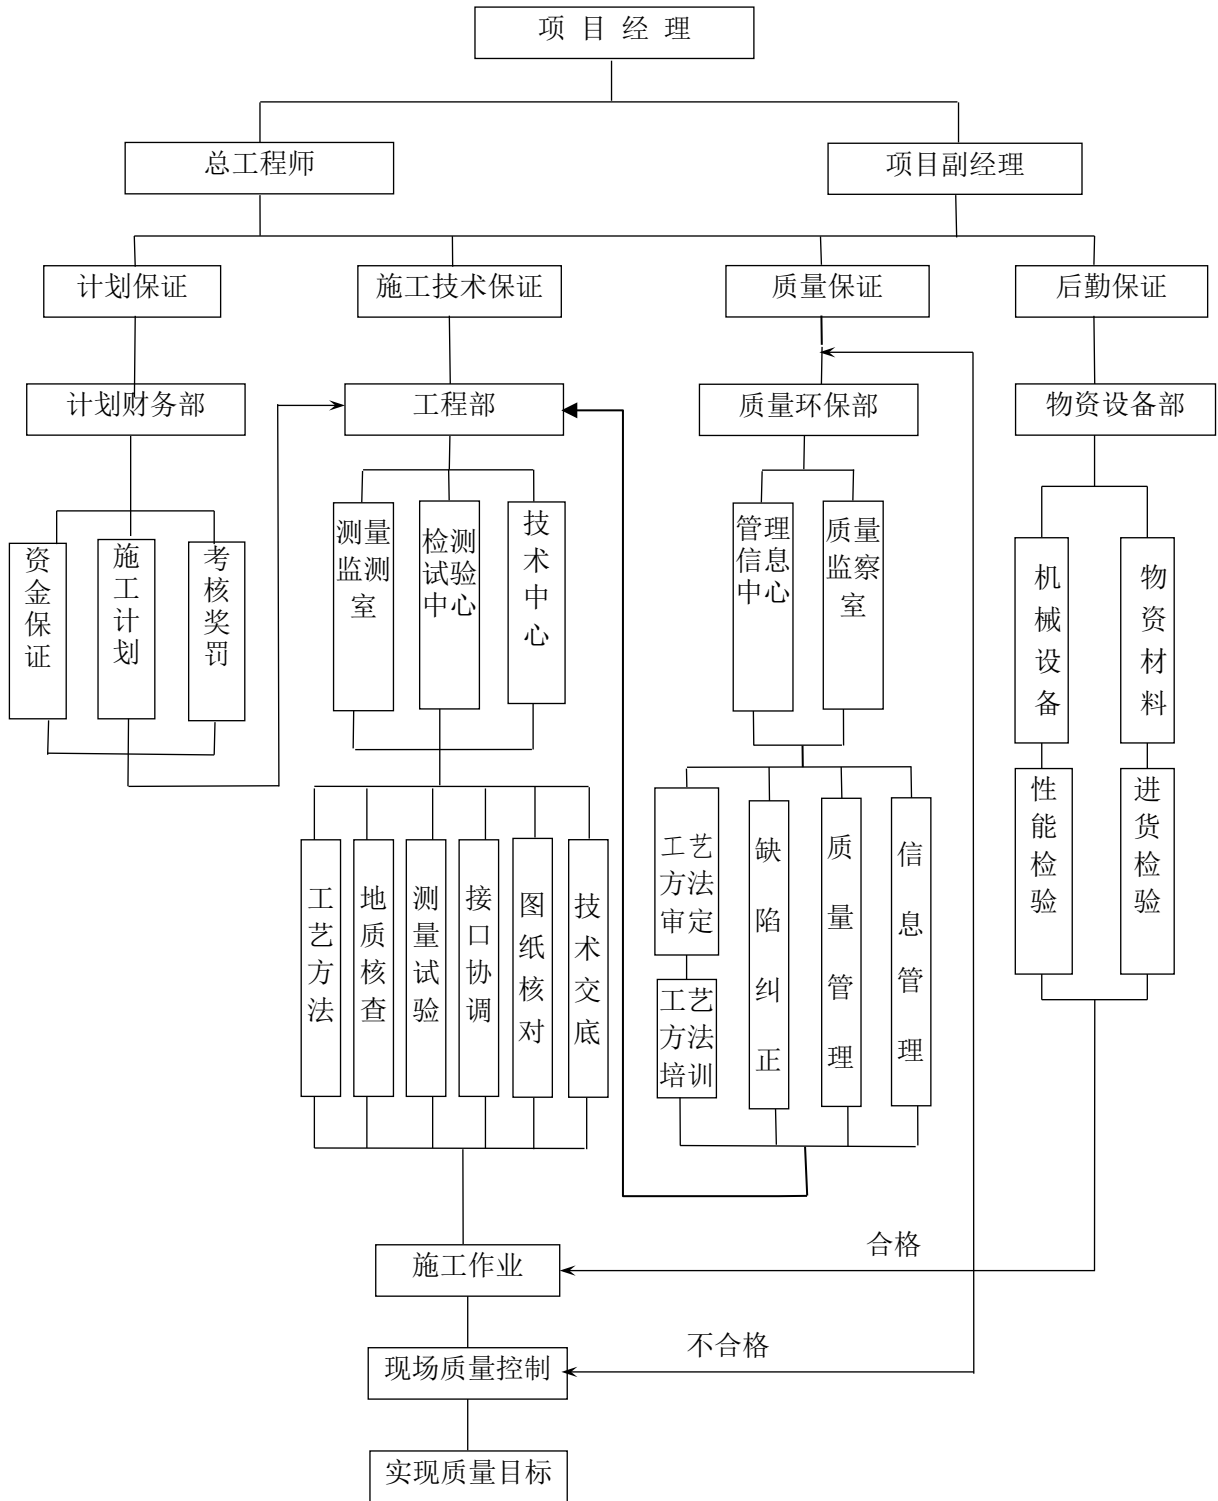 项 目 经 理
总工程师
项目副经理
计划保证
施工技术保证
质量保证
后勤保证
计划财务部
工程部
质量环保部
物资设备部
资金保证
施工计划
考核奖罚
测量
监测
室
检测
试验
中心
技术中心
管理
信息
中心
质量
监察
室
机械设备
物资材料
性能检验
进货检验
工艺方法
地质核查
测量试验
接口协调
图纸核对
技术交底
工艺
方法
审定
工艺
方法
培训
缺陷纠正
质量管理
信息管理
合格
施工作业
不合格
现场质量控制
实现质量目标